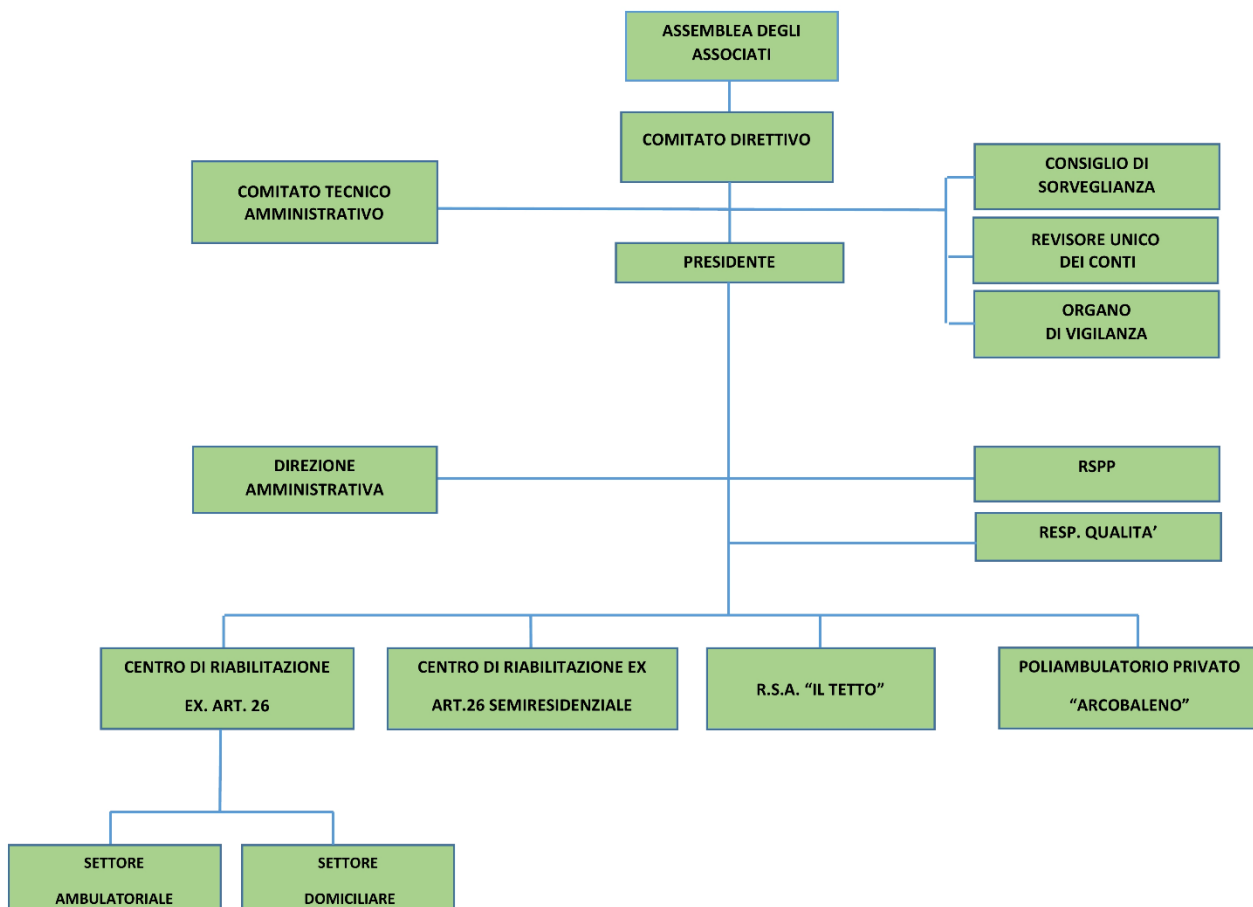 ASSEMBLEA DEGLI
ASSOCIATI
COMITATO DIRETTIVO
COMITATO TECNICO
AMMINISTRATIVO
CONSIGLIO DI
SORVEGLIANZA
REVISORE UNICO
DEI CONTI
PRESIDENTE
ORGANO
DI VIGILANZA
DIREZIONE
AMMINISTRATIVA
RSPP
RESP. QUALITA’
CENTRO DI RIABILITAZIONE
EX. ART. 26
CENTRO DI RIABILITAZIONE EX
ART.26 SEMIRESIDENZIALE
R.S.A. “IL TETTO”
POLIAMBULATORIO PRIVATO
“ARCOBALENO”
SETTORE
AMBULATORIALE
SETTORE
DOMICILIARE